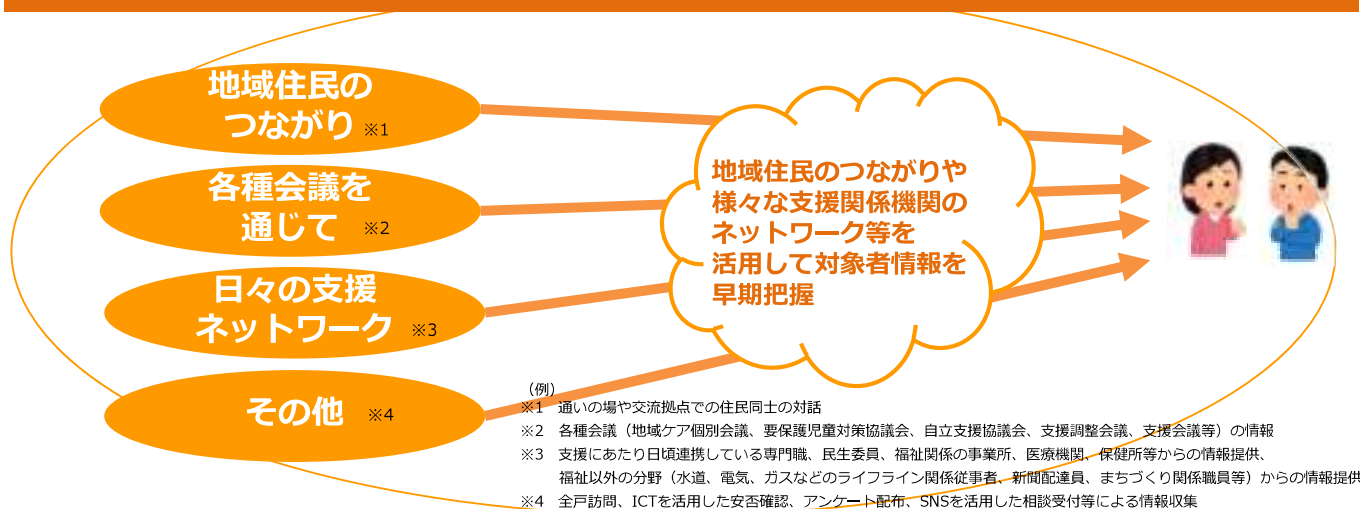 地域住民の
つながり ※1
各種会議を
通じて ※2
日々の支援
ネットワーク ※3
その他 ※4
地域住民のつながりや
様々な支援関係機関の
ネットワーク等を
活用して対象者情報を
早期把握
（例）
※1 通いの場や交流拠点での住民同士の対話
※2 各種会議（地域ケア個別会議、要保護児童対策協議会、自立支援協議会、支援調整会議、支援会議等）の情報
※3 支援にあたり日頃連携している専門職、民生委員、福祉関係の事業所、医療機関、保健所等からの情報提供、
福祉以外の分野（水道、電気、ガスなどのライフライン関係従事者、新聞配達員、まちづくり関係職員等）からの情報提供
※4 全戸訪問、ICTを活用した安否確認、アンケート配布、SNSを活用した相談受付等による情報収集